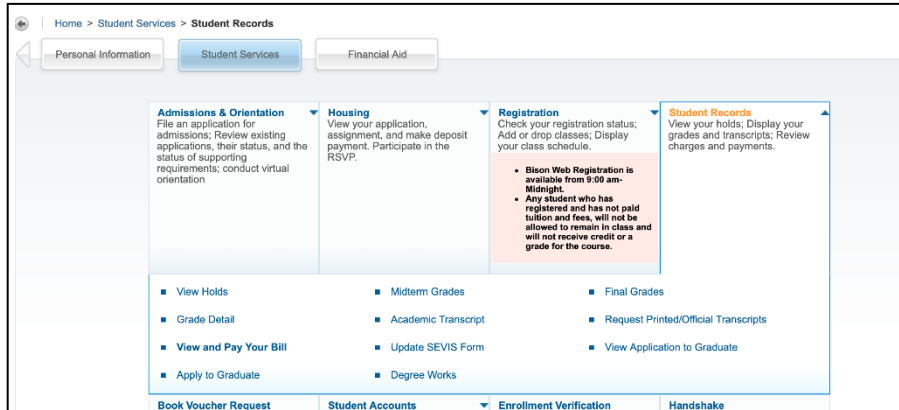 Home > Student Services > Student Records
Personal Information
Student Services
Financial Aid
Admissions & Orientation
File an application for
admissions; Review existing
applications, their status, and the
status of supporting
requirements; conduct virtual
orientation
Housing
View your application,
assignment, and make deposit
payment. Participate in the
RSVP.
Registration
Check your registration status;
Add or drop classes; Display
your class schedule.
• Bison Web Registration is
available from 9:00 am-
Midnight.
• Any student who has
registered and has not paid
tuition and fees, will not be
allowed to remain in class and
will not receive credit or a
grade for the course.
Student Records
View your holds; Display your
grades and transcripts; Review
charges and payments.
View Holds
Midterm Grades
Final Grades
Grade Detail
Academic Transcript
Request Printed/Official Transcripts
View and Pay Your Bill
Update SEVIS Form
View Application to Graduate
Apply to Graduate
Degree Works
Book Voucher Request
Student Accounts
Enrollment Verification
Handshake